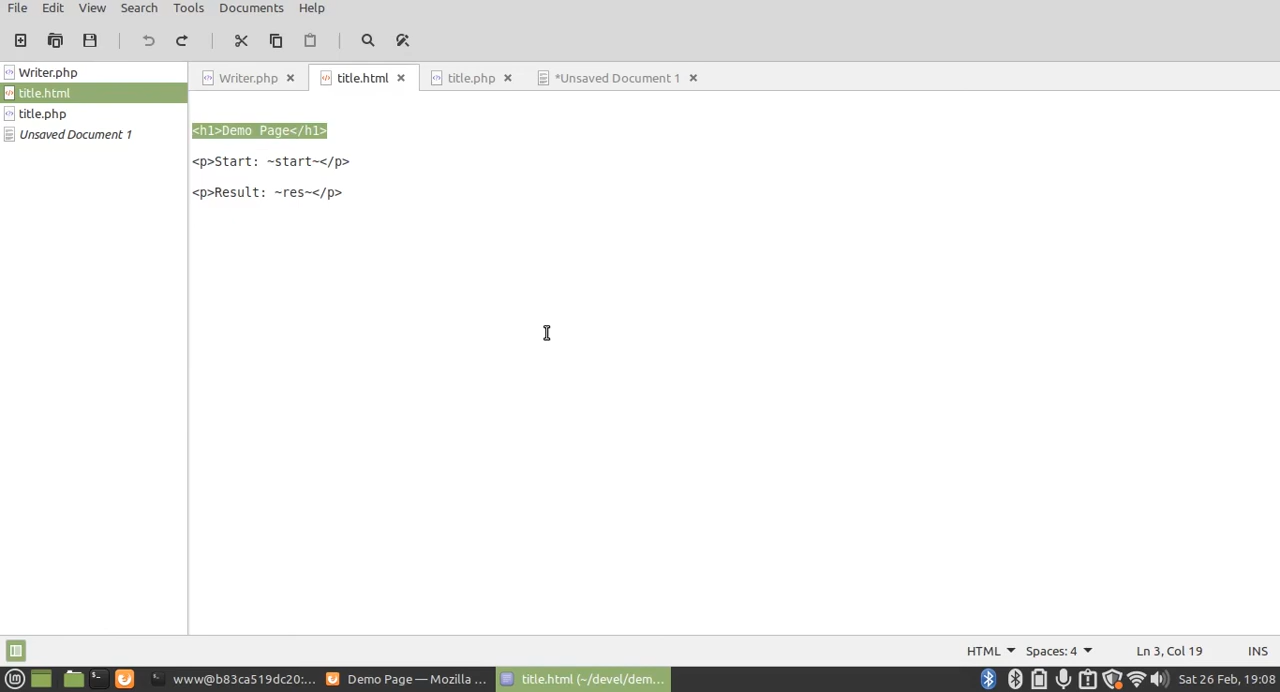 File Edit View Search Tools Documents Help
Writer.php
title.html
title.php
Unsaved Document 1
Writer.php title.html title.php *Unsaved Document 1
<h1>Demo Page</h1>
<p>Start: ~start~</p>
<p>Result: ~res~</p>
HTML Spaces: 4 Ln 3, Col 19 INS
www@b83ca519dc20:... Demo Page — Mozilla ... title.html (~/devel/dem... Sat 26 Feb, 19:08